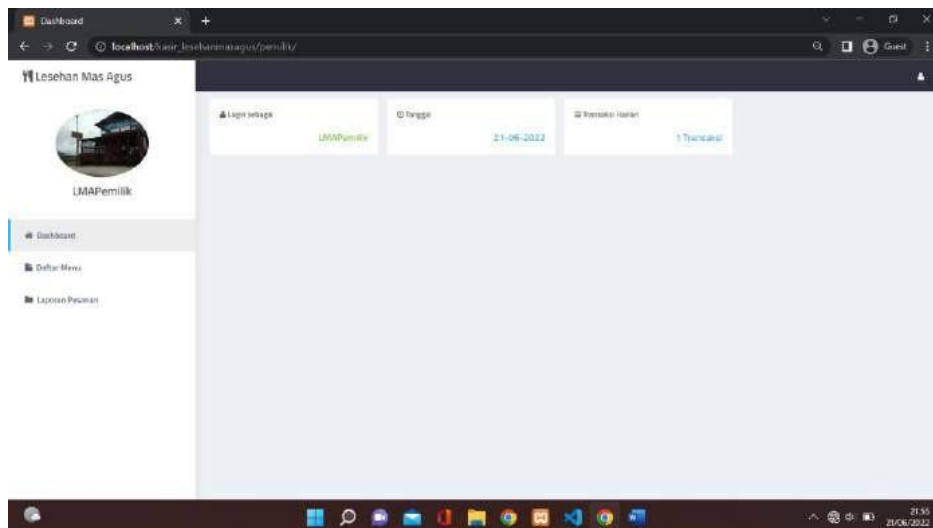 Dashboard
localhost/kasir_lesehanmasagus/pemilik/
Guest
Lesehan Mas Agus
LMAPemilik
Dashboard
Daftar Menu
Laporan Pesanan
Login sebagai
LMAPemilik
Tanggal
21-06-2022
Transaksi Harian
1 Transaksi
21:55
21/06/2022